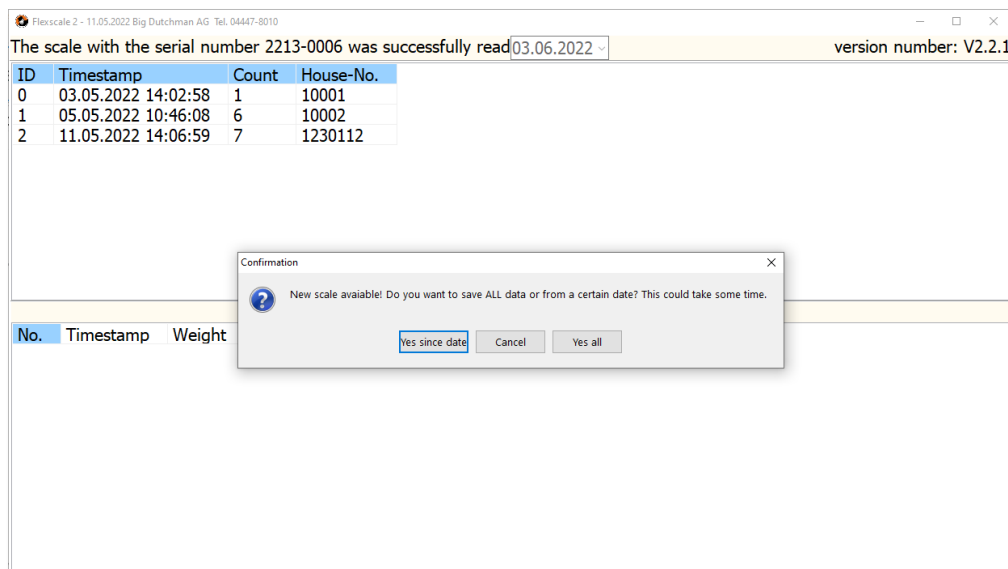 Flexscale 2 - 11.05.2022 Big Dutchman AG Tel. 04447-8010
The scale with the serial number 2213-0006 was successfully read 03.06.2022 version number: V2.2.1
ID Timestamp Count House-No.
0 03.05.2022 14:02:58 1 10001
1 05.05.2022 10:46:08 6 10002
2 11.05.2022 14:06:59 7 1230112
Confirmation
New scale avaiable! Do you want to save ALL data or from a certain date? This could take some time.
Yes since date Cancel Yes all
No. Timestamp Weight